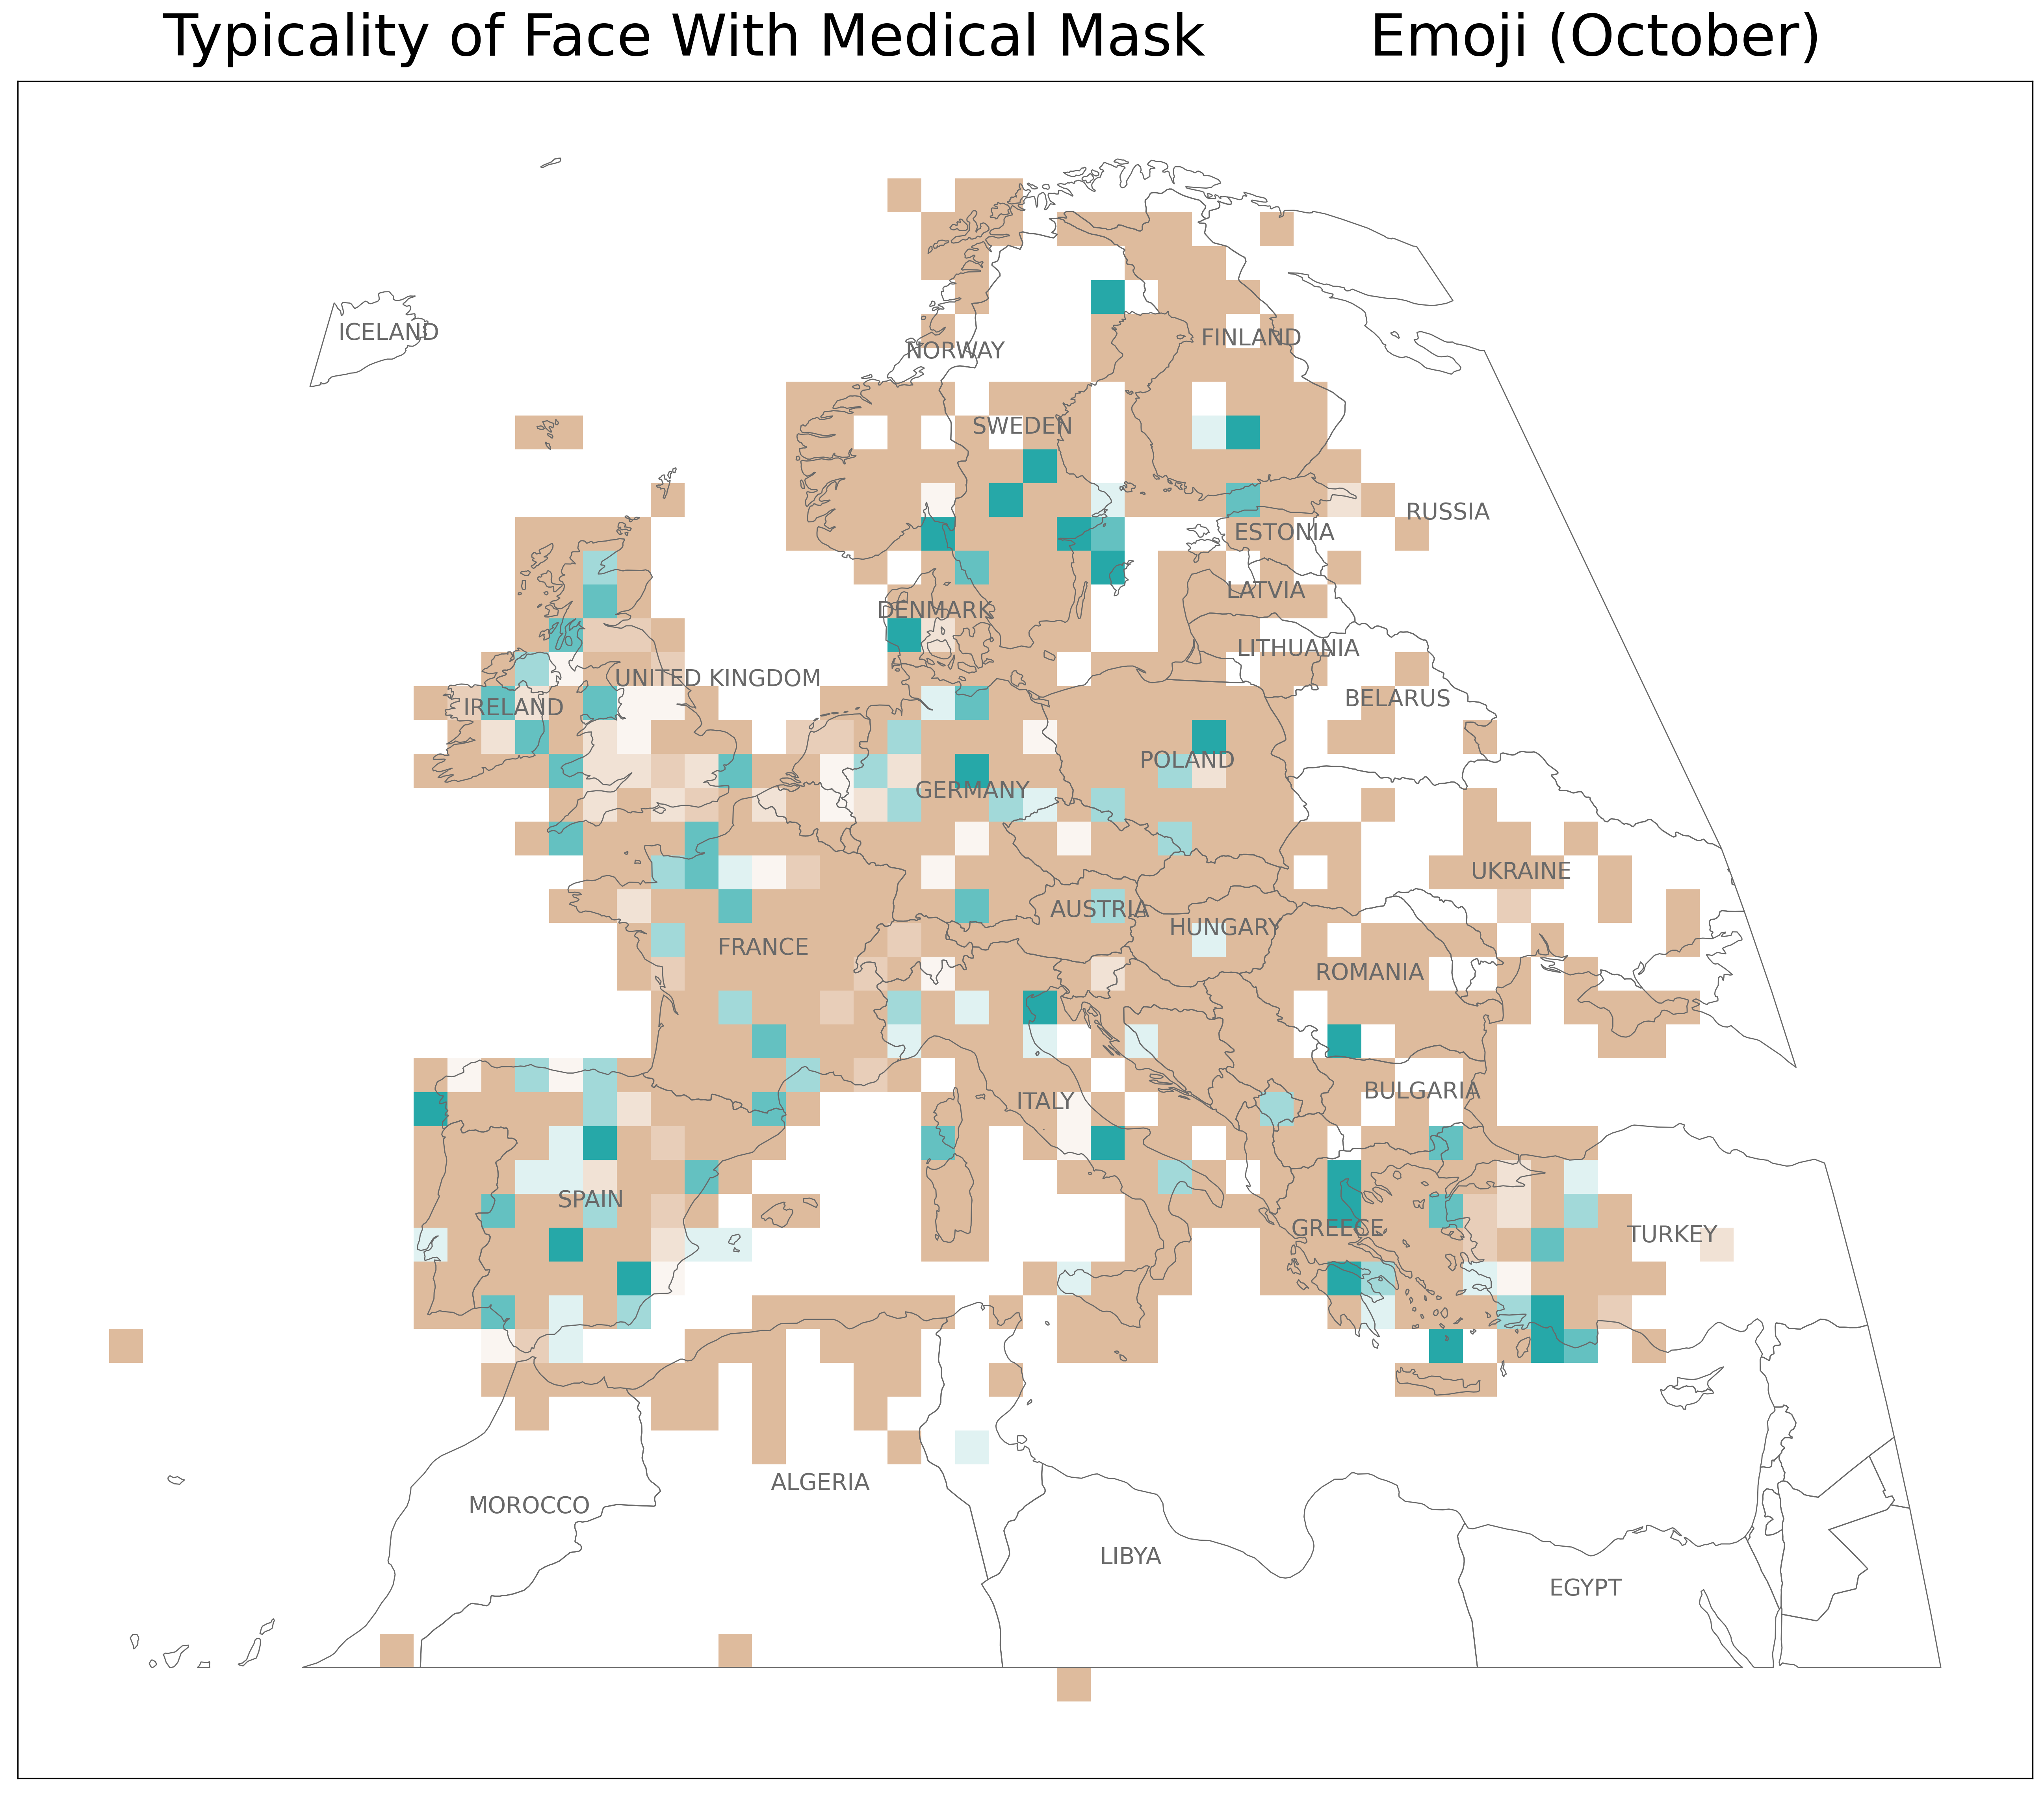 Typicality of Face With Medical Mask Emoji (October)
ICELAND
FINLAND
NORWAY
SWEDEN
RUSSIA
ESTONIA
LATVIA
DENMARK
LITHUANIA
UNITED KINGDOM
BELARUS
IRELAND
POLAND
GERMANY
UKRAINE
AUSTRIA
HUNGARY
FRANCE
ROMANIA
BULGARIA
ITALY
SPAIN
GREECE
TURKEY
ALGERIA
MOROCCO
LIBYA
EGYPT